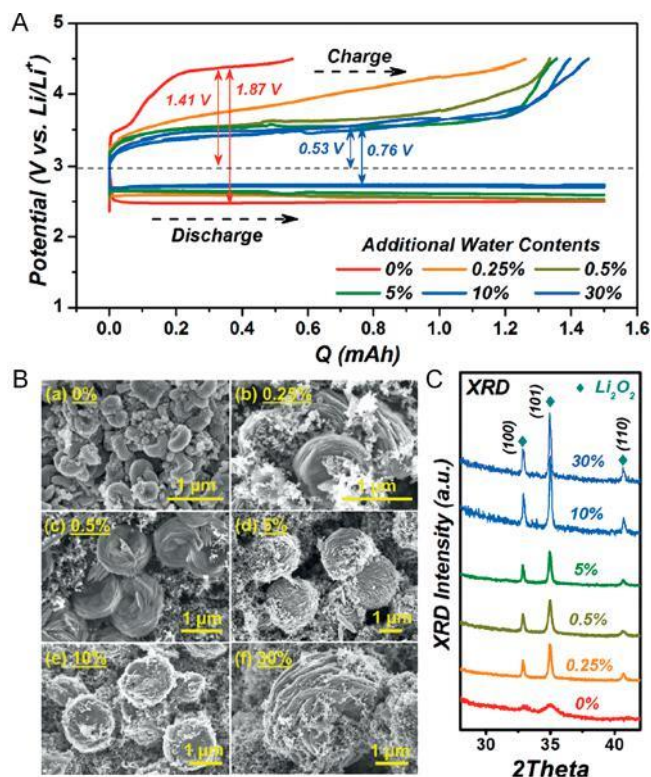 A
Potential (V vs. Li/Li⁺)
5
4
3
2
1
Charge
1.41 V
1.87 V
0.53 V
0.76 V
Discharge
Additional Water Contents
0% 0.25% 0.5%
5% 10% 30%
0.0 0.2 0.4 0.6 0.8 1.0 1.2 1.4 1.6
Q (mAh)
B
(a) 0%
1 μm
(b) 0.25%
1 μm
(c) 0.5%
1 μm
(d) 5%
1 μm
(e) 10%
1 μm
(f) 30%
1 μm
C
XRD
Li₂O₂
(100)
(101)
(110)
30%
10%
5%
0.5%
0.25%
0%
XRD Intensity (a.u.)
30 35 40
2Theta